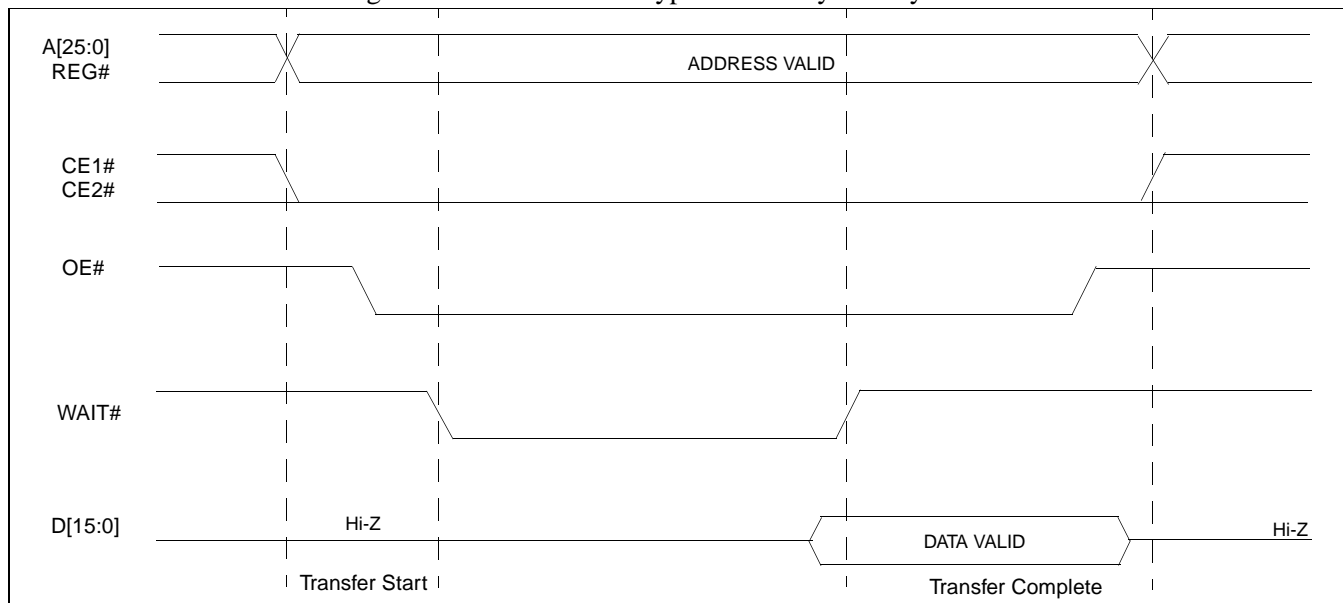 A[25:0]
REG#
ADDRESS VALID
CE1#
CE2#
OE#
WAIT#
D[15:0]
Hi-Z
DATA VALID
Hi-Z
Transfer Start
Transfer Complete